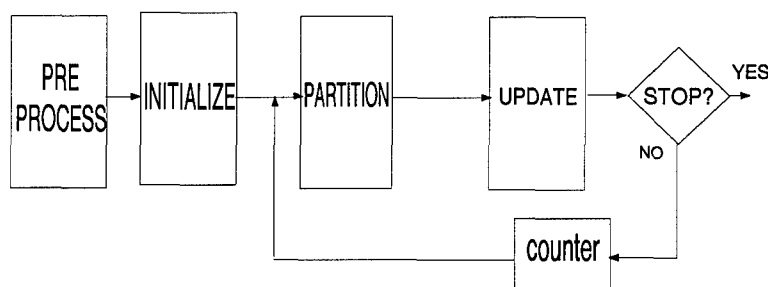 PRE
PROCESS
INITIALIZE
PARTITION
UPDATE
STOP?
YES
NO
counter